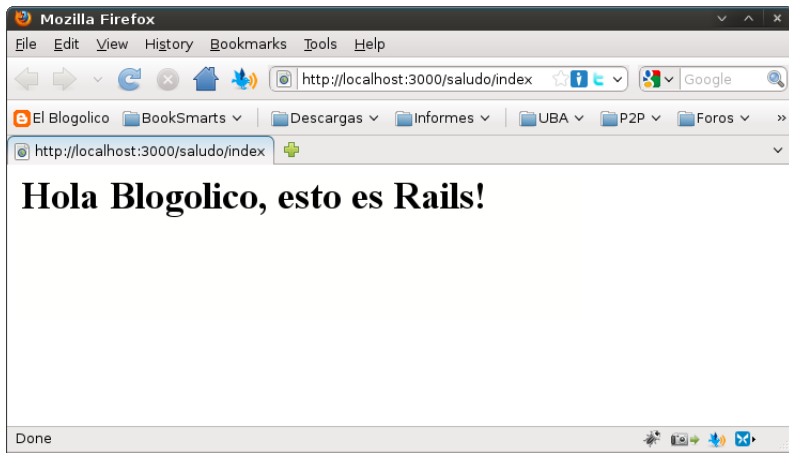 Mozilla Firefox
File Edit View History Bookmarks Tools Help
http://localhost:3000/saludo/index Google
El Blogolico BookSmarts Descargas Informes UBA P2P Foros »
http://localhost:3000/saludo/index
Hola Blogolico, esto es Rails!
Done